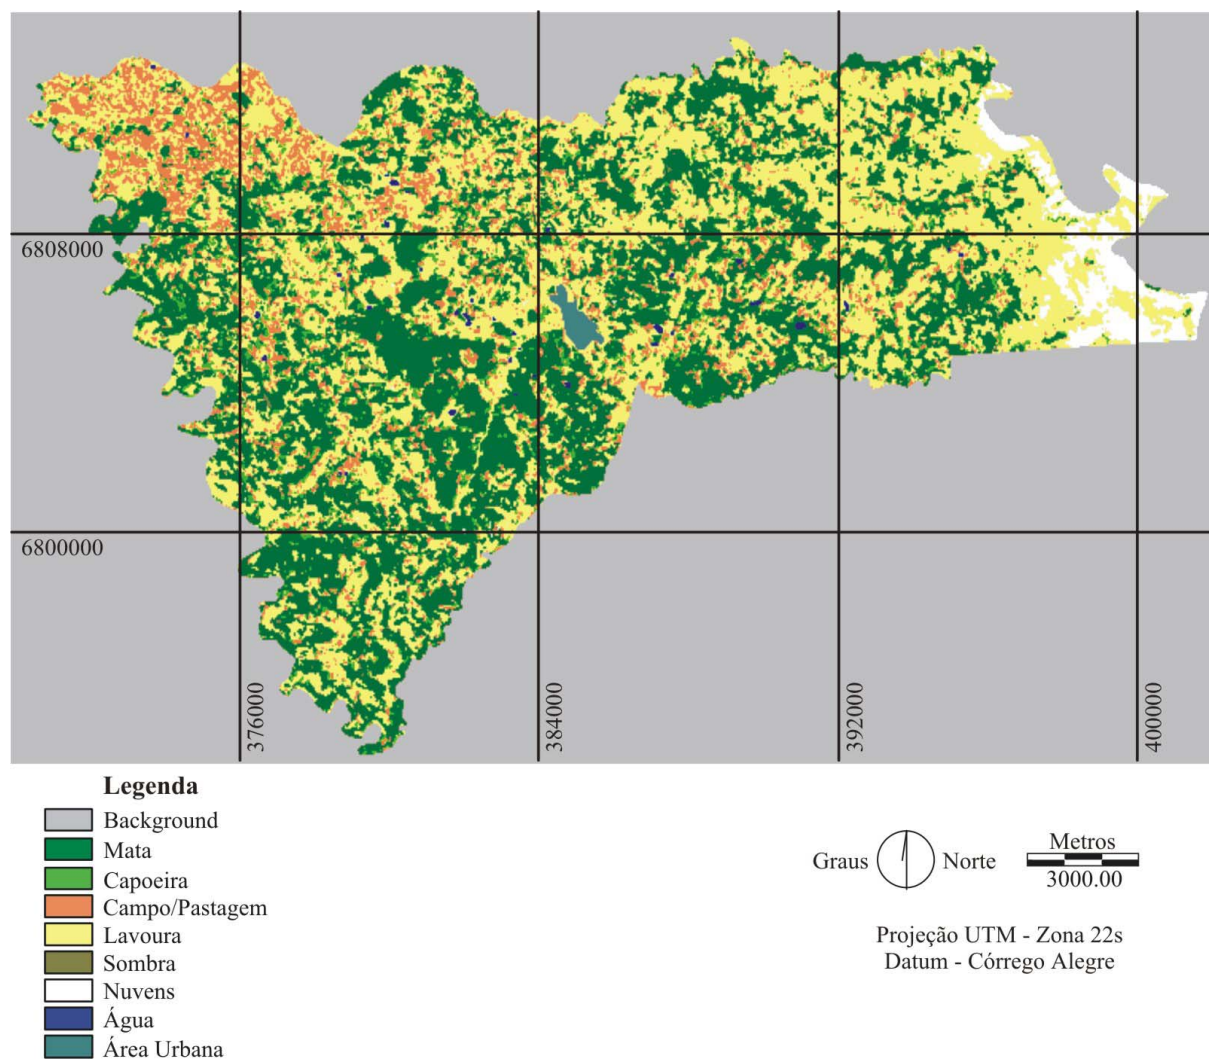 6808000
6800000
376000
384000
392000
400000
Legenda
Background
Mata
Capoeira
Campo/Pastagem
Lavoura
Sombra
Nuvens
Água
Área Urbana
Graus Norte
Metros
3000.00
Projeção UTM - Zona 22s
Datum - Córrego Alegre